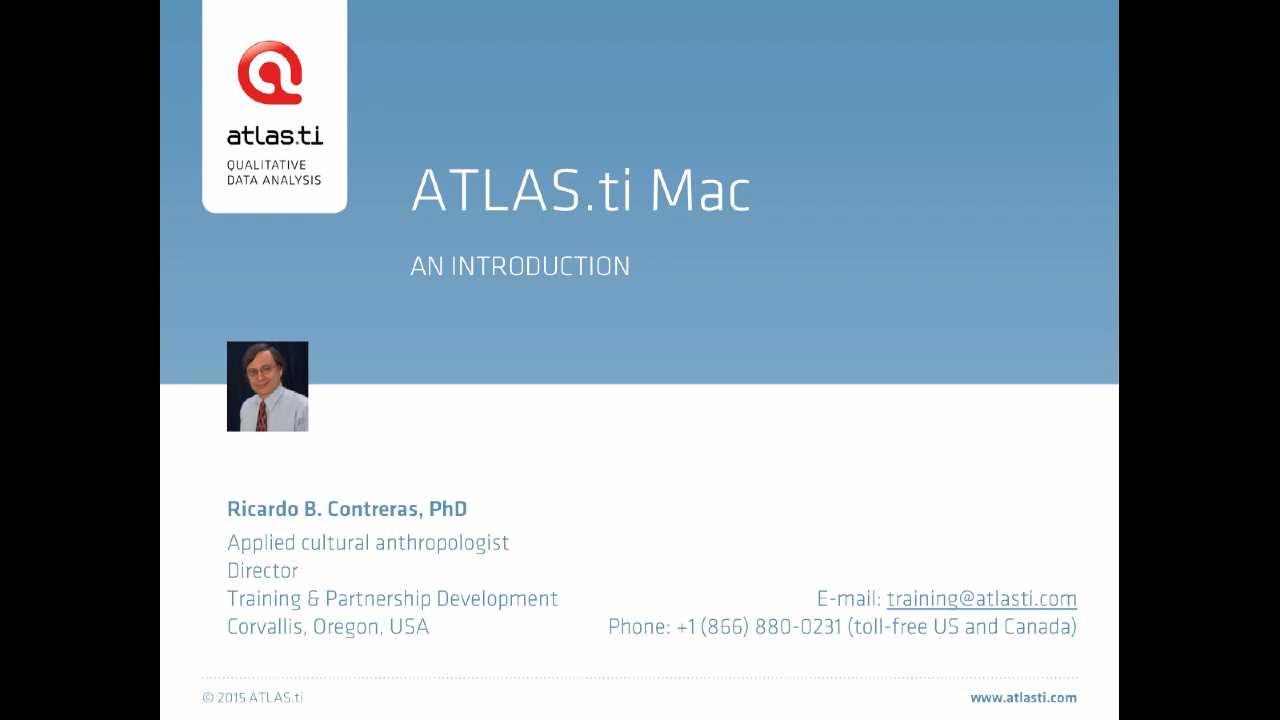 atlas.ti
QUALITATIVE
DATA ANALYSIS
ATLAS.ti Mac
AN INTRODUCTION
Ricardo B. Contreras, PhD
Applied cultural anthropologist
Director
Training & Partnership Development
Corvallis, Oregon, USA
E-mail: training@atlasti.com
Phone: +1 (866) 880-0231 (toll-free US and Canada)
© 2015 ATLAS.ti
www.atlasti.com